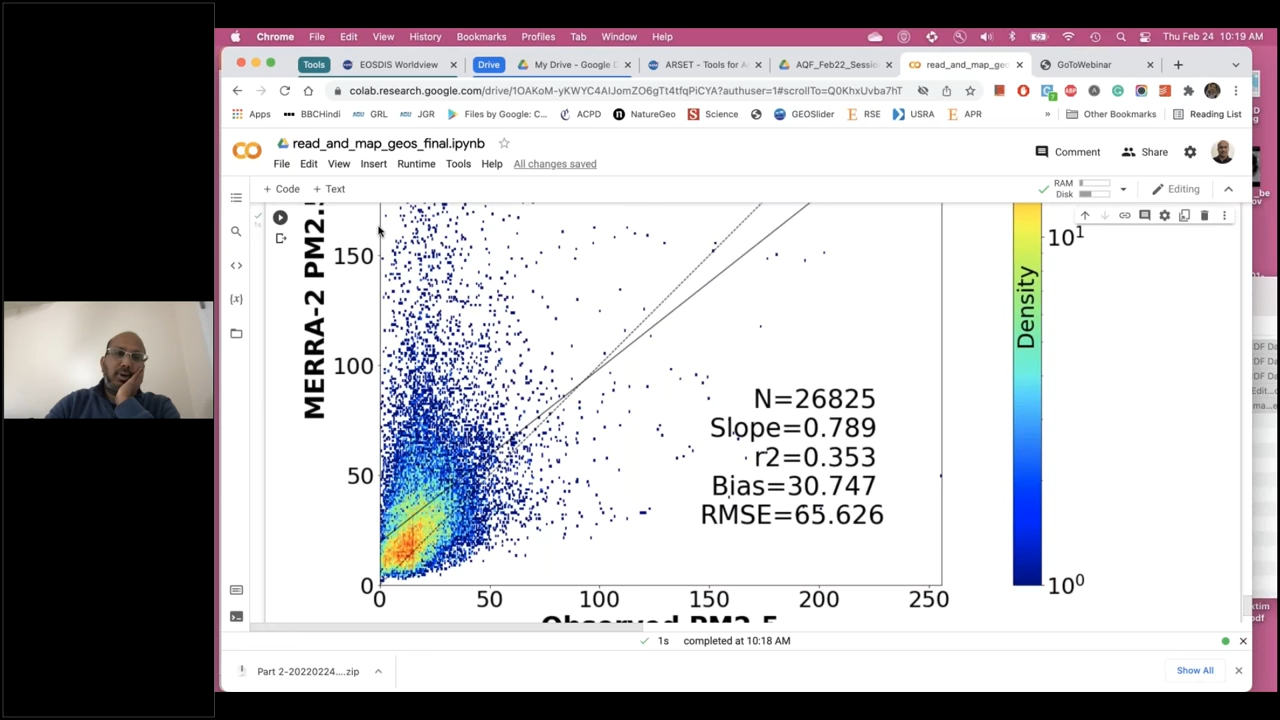 Chrome File Edit View History Bookmarks Profiles Tab Window Help Thu Feb 24 10:19 AM
Tools EOSDIS Worldview Drive My Drive - Google D ARSET - Tools for A AQF_Feb22_Sessio read_and_map_geo GoToWebinar
colab.research.google.com/drive/1OAKoM-yKWYC4AIJomZO6gTt4tfqPiCYA?authuser=1#scrollTo=Q0KhxUvba7hT
Apps BBCHindi GRL JGR Files by Google: C... ACPD NatureGeo Science GEOSlider RSE USRA APR » Other Bookmarks Reading List
read_and_map_geos_final.ipynb
File Edit View Insert Runtime Tools Help All changes saved
Comment Share
+ Code + Text
RAM
Disk
Editing
MERRA-2 PM2.5
150
100
50
0
0 50 100 150 200 250
Observed PM2.5
N=26825
Slope=0.789
r2=0.353
Bias=30.747
RMSE=65.626
Density
10¹
10⁰
1s completed at 10:18 AM
Part 2-20220224....zip
Show All